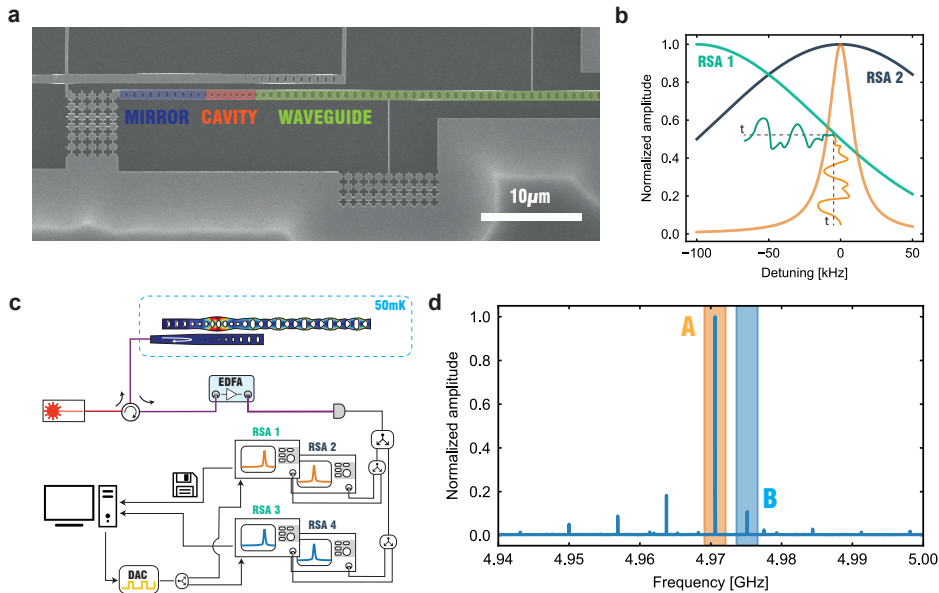 a
MIRROR CAVITY WAVEGUIDE
10µm
b
Normalized amplitude
1.0
0.8
0.6
0.4
0.2
0.0
RSA 1
RSA 2
t
t
−100 −50 0 50
Detuning [kHz]
c
50mK
EDFA
RSA 1
RSA 2
RSA 3
RSA 4
DAC
d
Normalized amplitude
1.0
0.8
0.6
0.4
0.2
0.0
A
B
4.94 4.95 4.96 4.97 4.98 4.99 5.00
Frequency [GHz]